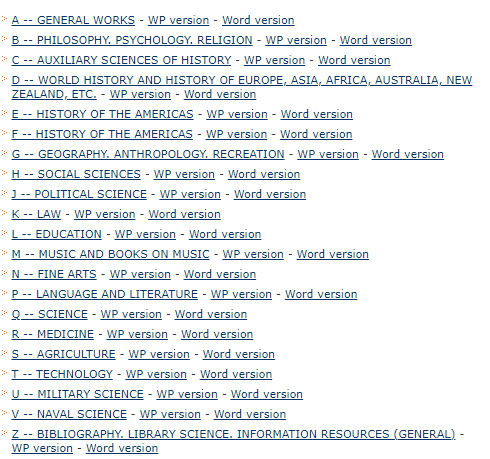 A -- GENERAL WORKS - WP version - Word version
B -- PHILOSOPHY. PSYCHOLOGY. RELIGION - WP version - Word version
C -- AUXILIARY SCIENCES OF HISTORY - WP version - Word version
D -- WORLD HISTORY AND HISTORY OF EUROPE, ASIA, AFRICA, AUSTRALIA, NEW
ZEALAND, ETC. - WP version - Word version
E -- HISTORY OF THE AMERICAS - WP version - Word version
F -- HISTORY OF THE AMERICAS - WP version - Word version
G -- GEOGRAPHY. ANTHROPOLOGY. RECREATION - WP version - Word version
H -- SOCIAL SCIENCES - WP version - Word version
J -- POLITICAL SCIENCE - WP version - Word version
K -- LAW - WP version - Word version
L -- EDUCATION - WP version - Word version
M -- MUSIC AND BOOKS ON MUSIC - WP version - Word version
N -- FINE ARTS - WP version - Word version
P -- LANGUAGE AND LITERATURE - WP version - Word version
Q -- SCIENCE - WP version - Word version
R -- MEDICINE - WP version - Word version
S -- AGRICULTURE - WP version - Word version
T -- TECHNOLOGY - WP version - Word version
U -- MILITARY SCIENCE - WP version - Word version
V -- NAVAL SCIENCE - WP version - Word version
Z -- BIBLIOGRAPHY. LIBRARY SCIENCE. INFORMATION RESOURCES (GENERAL) -
WP version - Word version